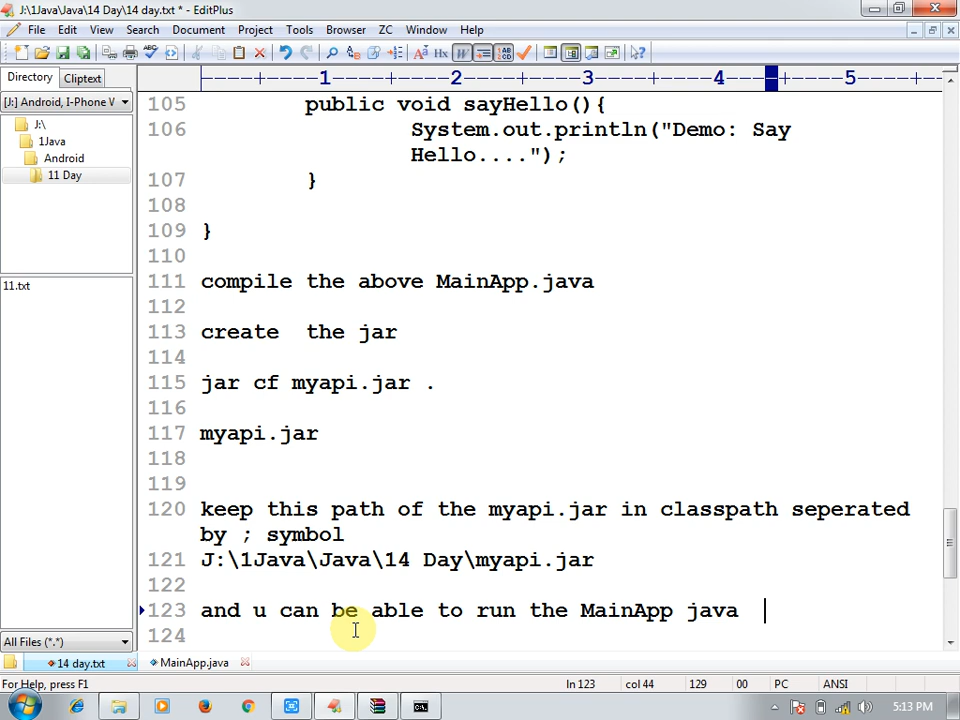 J:\1Java\Java\14 Day\14 day.txt * - EditPlus
File Edit View Search Document Project Tools Browser ZC Window Help
Directory Cliptext
----+----1----+----2----+----3----+----4----+----5----+--
[J:] Android, I-Phone V
J:\
1Java
Android
11 Day
11.txt
All Files (*.*)
105 public void sayHello(){
106 System.out.println("Demo: Say
Hello....");
107 }
108
109 }
110
111 compile the above MainApp.java
112
113 create the jar
114
115 jar cf myapi.jar .
116
117 myapi.jar
118
119
120 keep this path of the myapi.jar in classpath seperated
by ; symbol
121 J:\1Java\Java\14 Day\myapi.jar
122
123 and u can be able to run the MainApp java
124
14 day.txt MainApp.java
For Help, press F1 ln 123 col 44 129 00 PC ANSI
5:13 PM